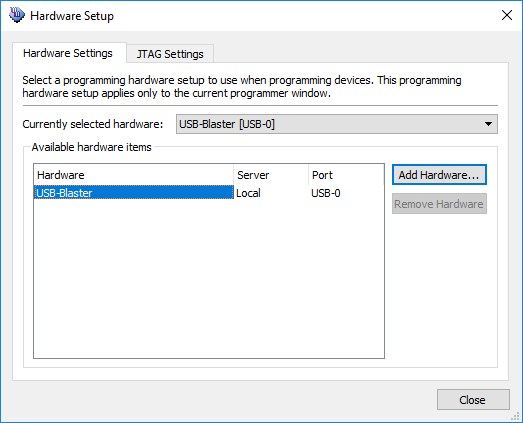 Hardware Setup
Hardware Settings
JTAG Settings
Select a programming hardware setup to use when programming devices. This programming
hardware setup applies only to the current programmer window.
Currently selected hardware:
USB-Blaster [USB-0]
Available hardware items
Hardware Server Port
USB-Blaster Local USB-0
Add Hardware...
Remove Hardware
Close